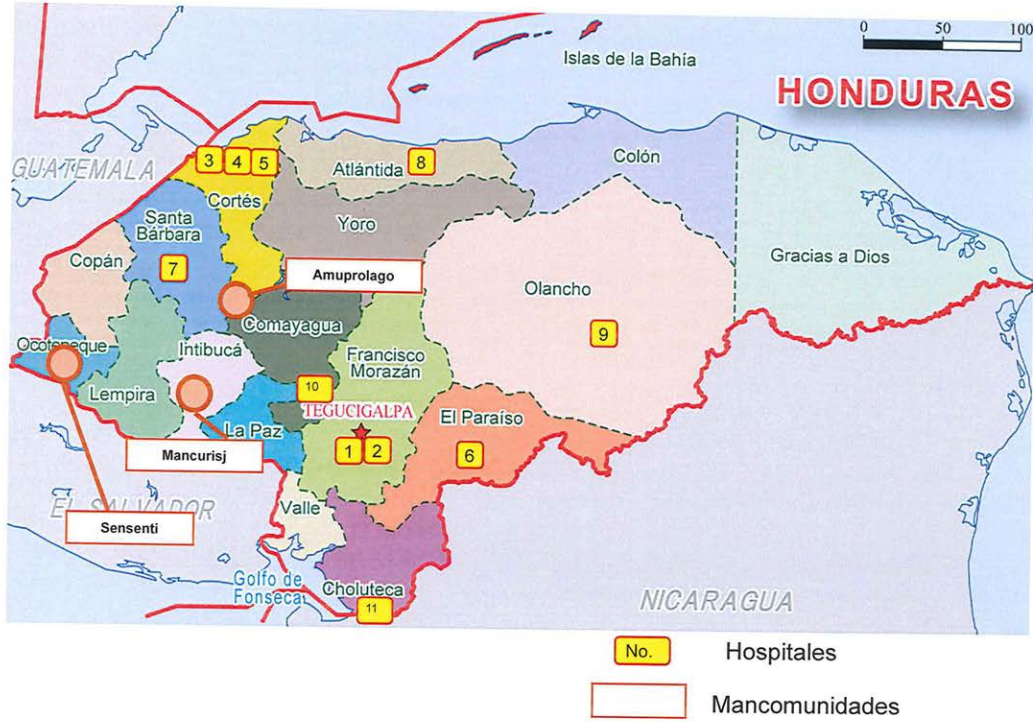 0 50 100
Islas de la Bahía
HONDURAS
GUATEMALA
3 4 5
Atlántida
8
Colón
Cortés
Yoro
Santa
Bárbara
Copán
7
Amuprolago
Gracias a Dios
Olancho
Comayagua
Ocotepeque
Intibucá
Francisco
Morazán
9
Lempira
10
TEGUCIGALPA
El Paraíso
La Paz
1 2
6
Mancurisj
EL SALVADOR
Valle
Sensenti
Golfo de
Fonseca
Choluteca
11
NICARAGUA
No. Hospitales
Mancomunidades